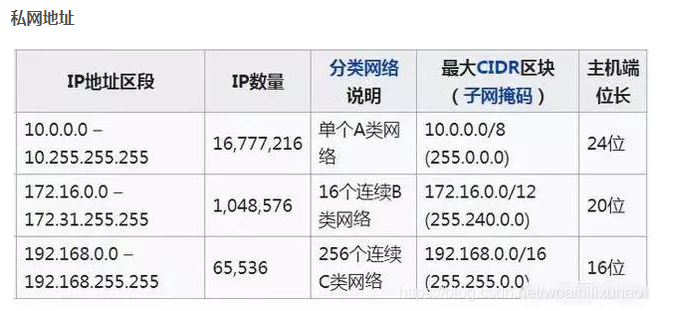 私网地址
IP地址区段 IP数量 分类网络 最大CIDR区块 主机端
说明 （子网掩码） 位长
10.0.0.0 – 16,777,216 单个A类网 10.0.0.0/8 24位
10.255.255.255 络 (255.0.0.0)
172.16.0.0 – 1,048,576 16个连续B 172.16.0.0/12 20位
172.31.255.255 类网络 (255.240.0.0)
192.168.0.0 – 65,536 256个连续 192.168.0.0/16 16位
192.168.255.255 C类网络 (255.255.0.0)
https://blog.csdn.net/woainilixuhao